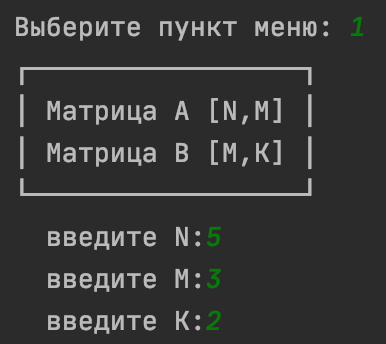 Выберите пункт меню: 1
Матрица A [N,M]
Матрица B [M,K]
введите N:5
введите M:3
введите K:2